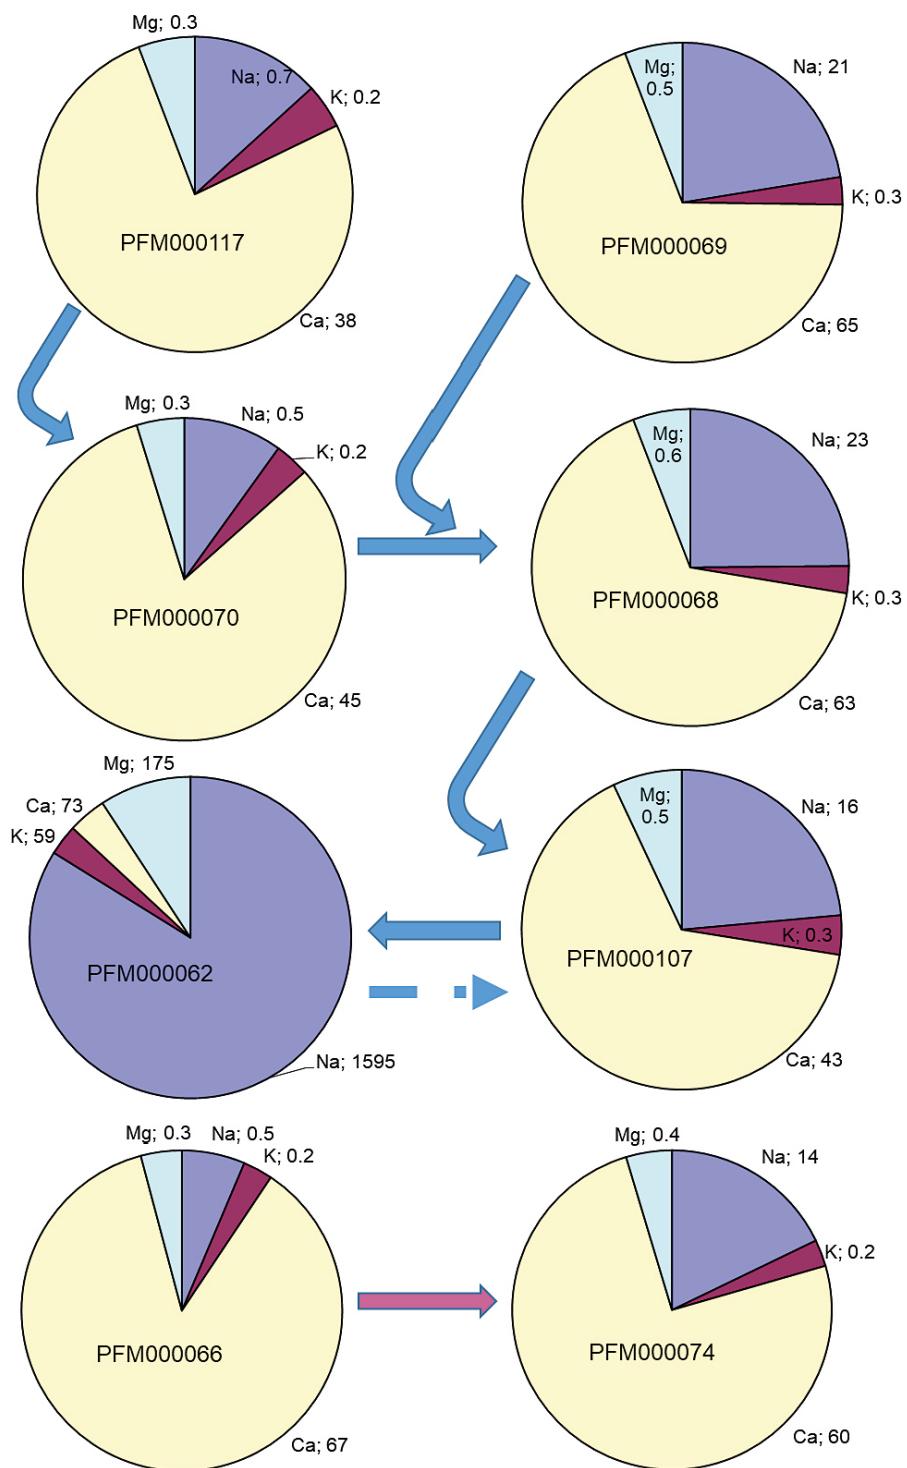 Mg; 0.3
Na; 0.7
K; 0.2
PFM000117
Ca; 38
Mg;
0.5
Na; 21
K; 0.3
PFM000069
Ca; 65
Mg; 0.3
Na; 0.5
K; 0.2
PFM000070
Ca; 45
Mg;
0.6
Na; 23
K; 0.3
PFM000068
Ca; 63
Mg; 175
Ca; 73
K; 59
PFM000062
Na; 1595
Mg;
0.5
Na; 16
K; 0.3
PFM000107
Ca; 43
Mg; 0.3
Na; 0.5
K; 0.2
PFM000066
Ca; 67
Mg; 0.4
Na; 14
K; 0.2
PFM000074
Ca; 60